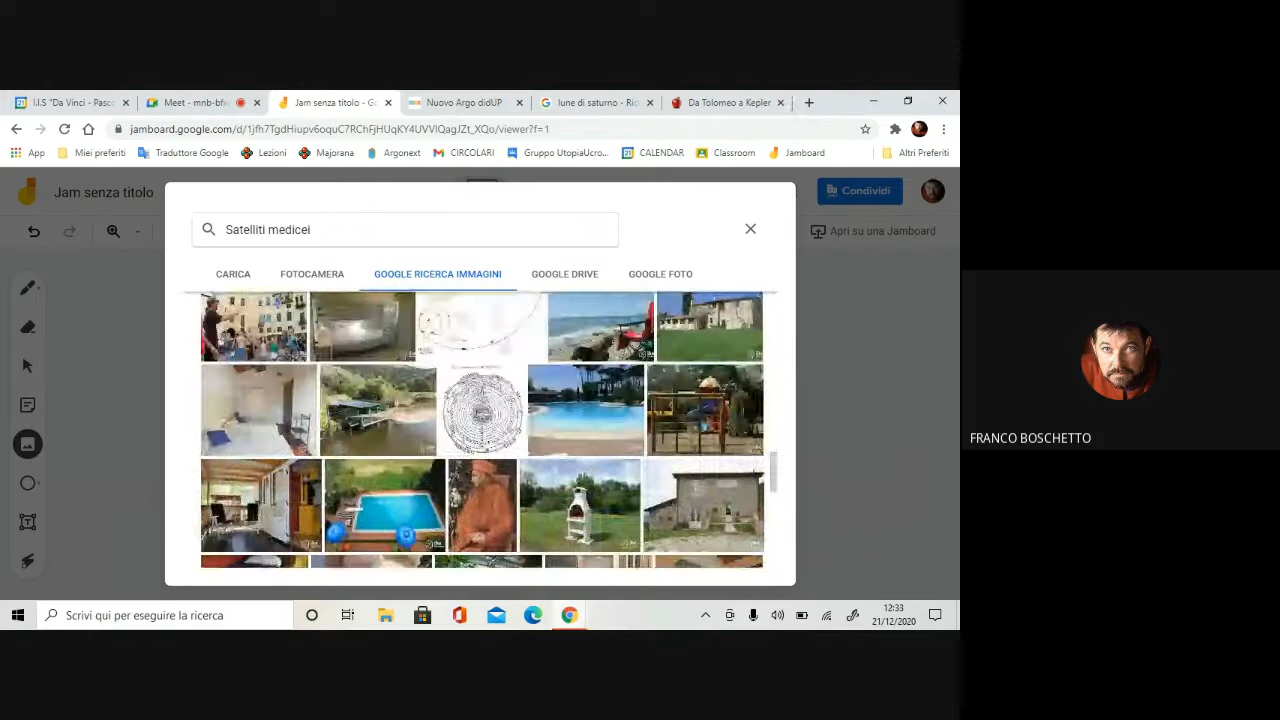 I.I.S "Da Vinci - Pasc
Meet - mnb-bfx
Jam senza titolo - Go
Nuovo Argo didUP
lune di saturno - Ric
Da Tolomeo a Kepler
jamboard.google.com/d/1jfh7TgdHiupv6oquC7RChFjHUqKY4UVVIQagJZt_XQo/viewer?f=1
App
Miei preferiti
Traduttore Google
Lezioni
Majorana
Argonext
CIRCOLARI
Gruppo UtopiaUcro...
CALENDAR
Classroom
Jamboard
Altri Preferiti
Jam senza titolo
Condividi
Satelliti medicei
Apri su una Jamboard
CARICA
FOTOCAMERA
GOOGLE RICERCA IMMAGINI
GOOGLE DRIVE
GOOGLE FOTO
FRANCO BOSCHETTO
Scrivi qui per eseguire la ricerca
12:33
21/12/2020